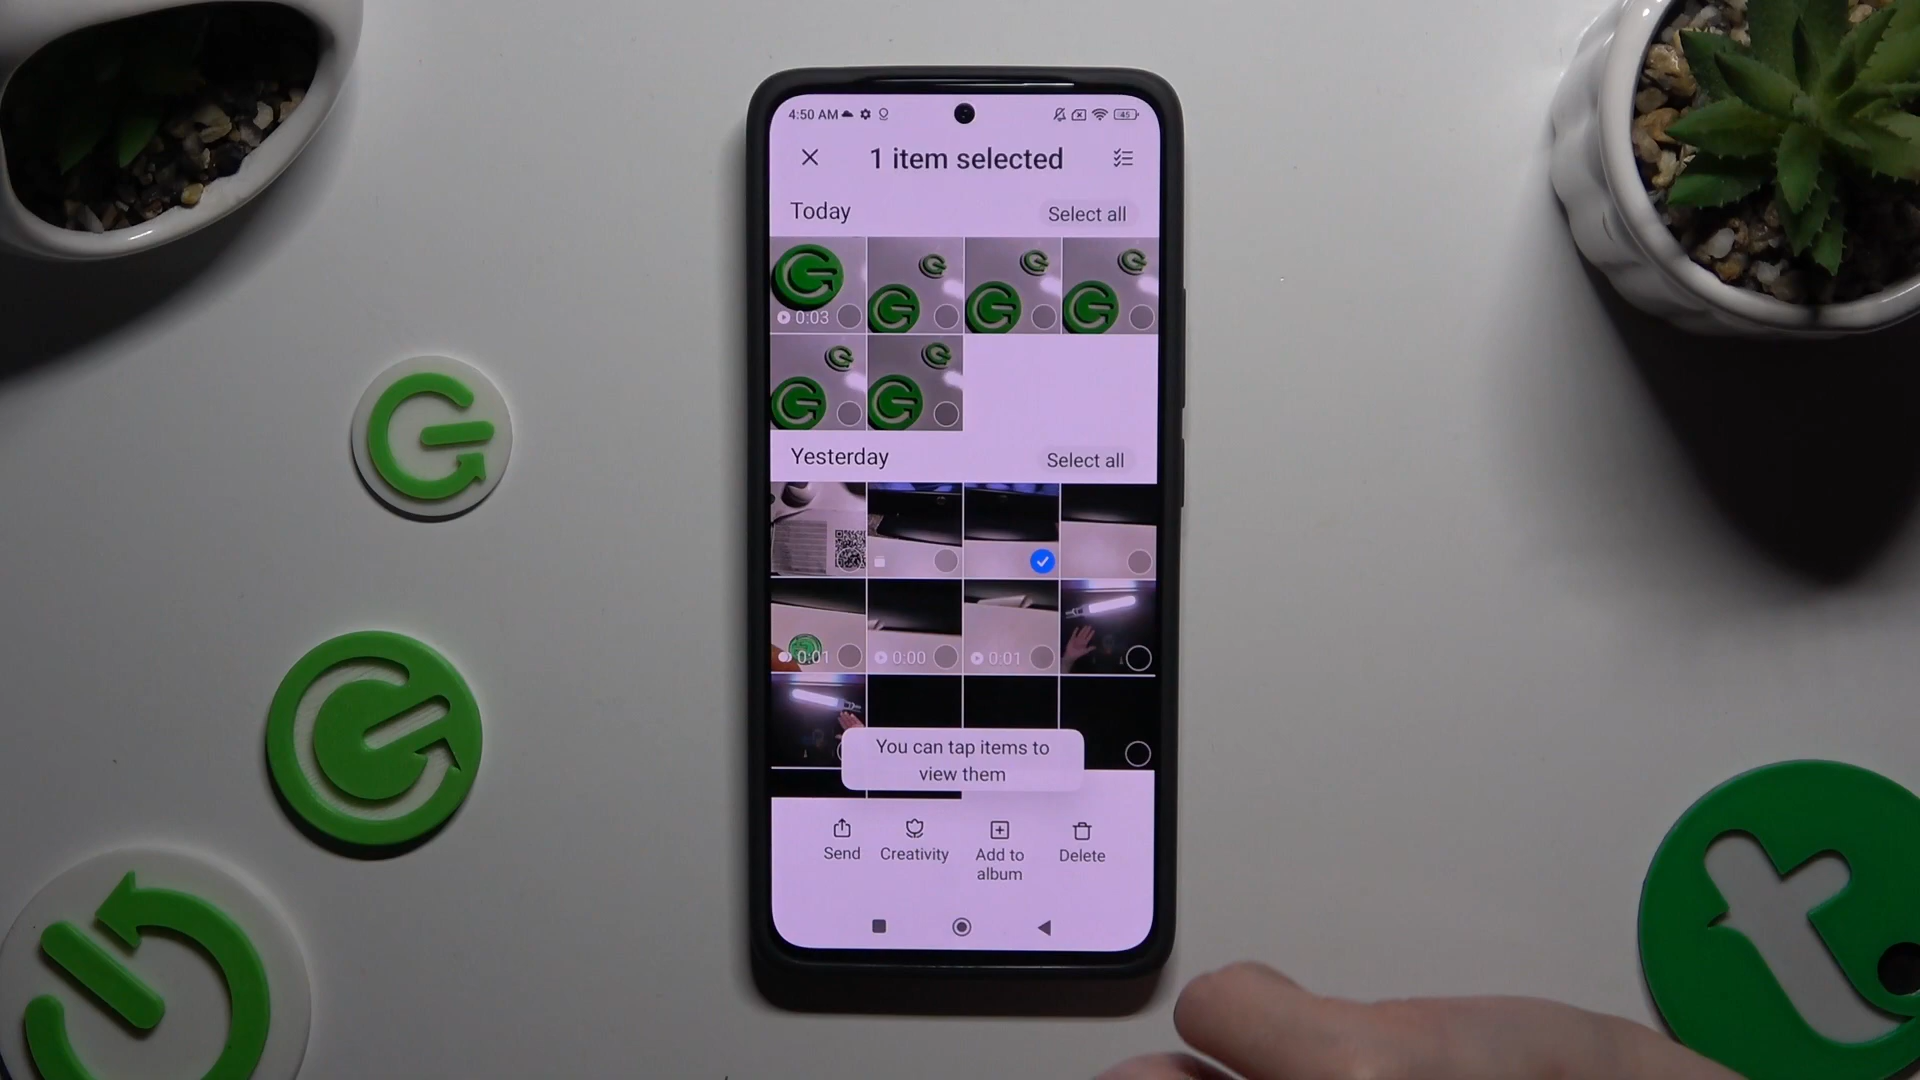 4:50 AM
45
1 item selected
Today
Select all
0:03
Yesterday
Select all
0:01
0:00
0:01
You can tap items to
view them
Send
Creativity
Add to
album
Delete